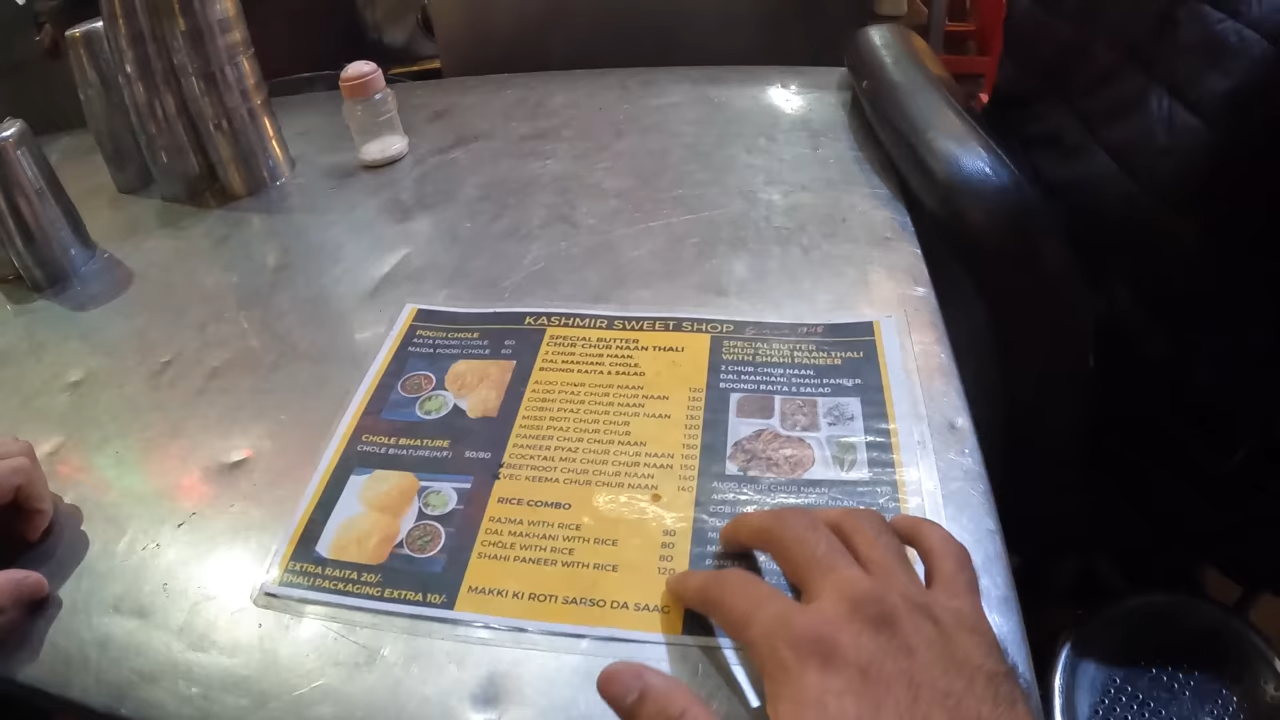 KASHMIR SWEET SHOP
POORI CHOLE
AATA POORI CHOLE 60
MAIDA POORI CHOLE 60
CHOLE BHATURE
CHOLE BHATURE(H/F) 50/80
EXTRA RAITA 20/-
THALI PACKAGING EXTRA 10/-
SPECIAL BUTTER
CHUR-CHUR NAAN THALI
2 CHUR-CHUR NAAN,
DAL MAKHANI, CHOLE,
BOONDI RAITA & SALAD
ALOO CHUR CHUR NAAN 120
ALOO PYAZ CHUR CHUR NAAN 130
GOBHI CHUR CHUR NAAN 120
GOBHI PYAZ CHUR CHUR NAAN 130
MISSI ROTI CHUR CHUR 120
MISSI PYAZ CHUR CHUR 130
PANEER CHUR CHUR NAAN 150
PANEER PYAZ CHUR CHUR NAAN 160
COCKTAIL MIX CHUR CHUR NAAN 150
BEETROOT CHUR CHUR NAAN 140
VEG KEEMA CHUR CHUR NAAN 140
RICE COMBO
RAJMA WITH RICE 90
DAL MAKHANI WITH RICE 80
CHOLE WITH RICE 80
SHAHI PANEER WITH RICE 120
MAKKI KI ROTI SARSO DA SAAG
SPECIAL BUTTER
CHUR-CHUR NAAN THALI
WITH SHAHI PANEER
2 CHUR-CHUR NAAN,
DAL MAKHANI, SHAHI PANEER,
BOONDI RAITA & SALAD
ALOO CHUR CHUR NAAN